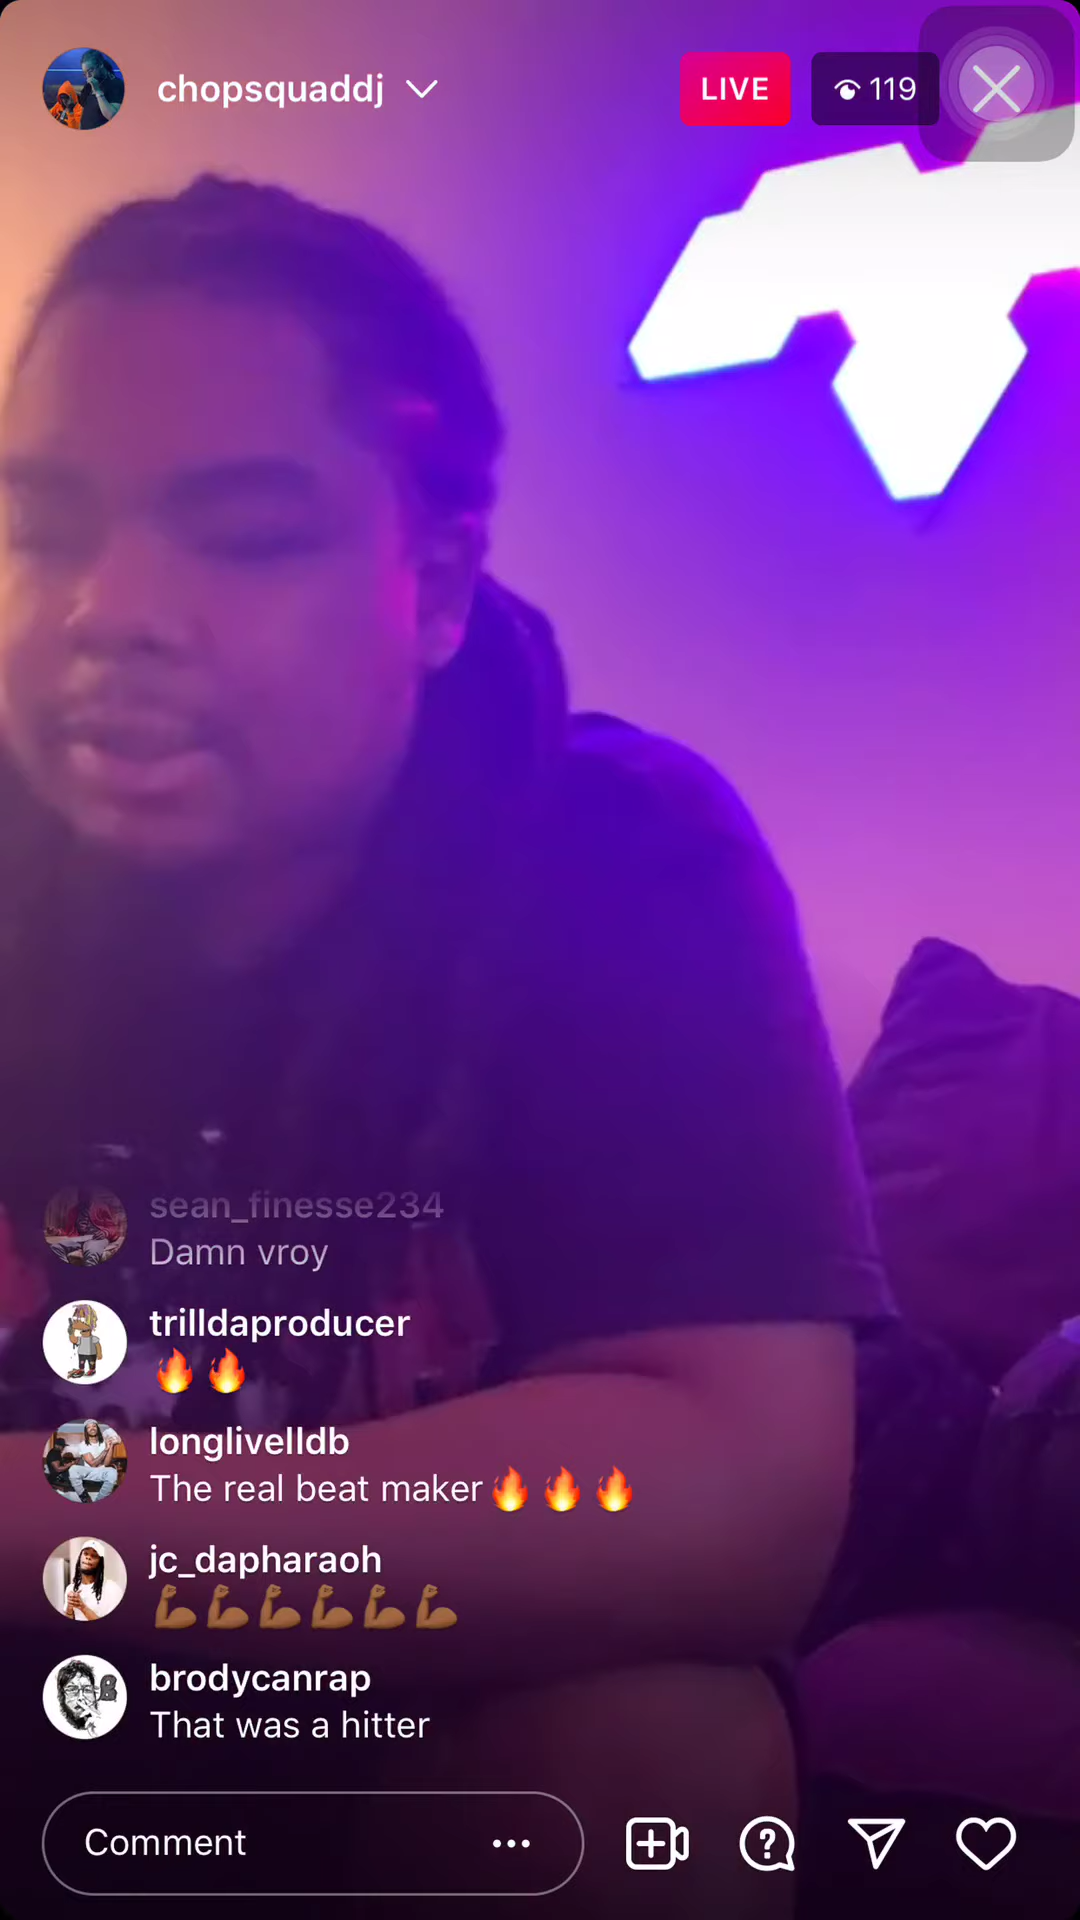 chopsquaddj
LIVE
119
sean_finesse234
Damn vroy
trilldaproducer
🔥🔥
longlivelldb
The real beat maker🔥🔥🔥
jc_dapharaoh
💪🏾💪🏾💪🏾💪🏾💪🏾💪🏾
brodycanrap
That was a hitter
Comment